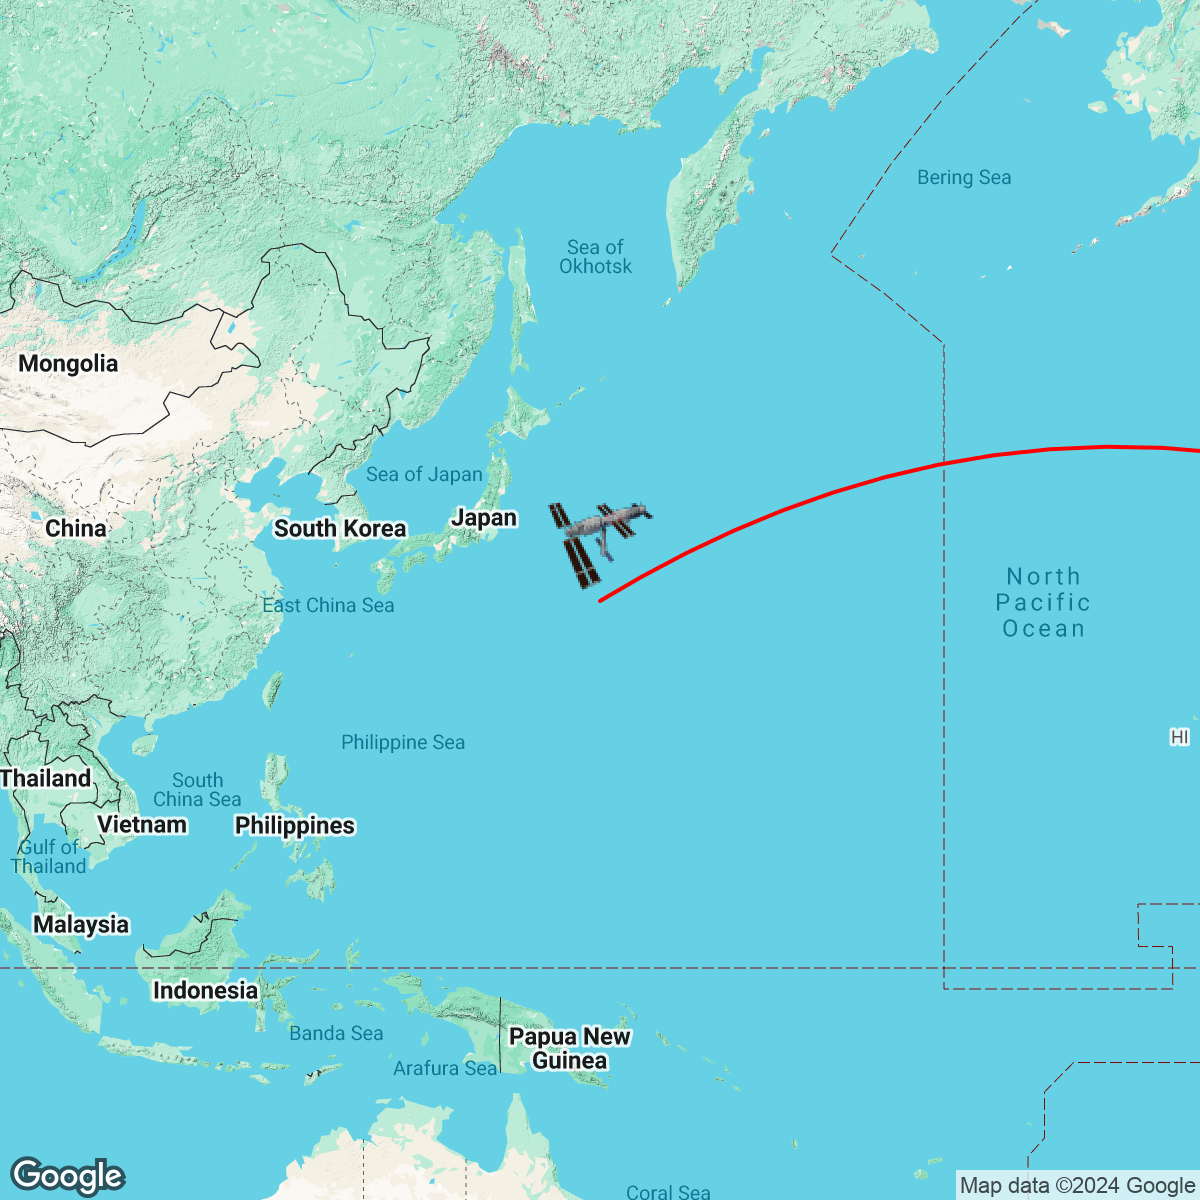 Bering Sea
Sea of
Okhotsk
Mongolia
Sea of Japan
China
South Korea
Japan
East China Sea
North
Pacific
Ocean
HI
Philippine Sea
Thailand
South
China Sea
Vietnam
Philippines
Gulf of
Thailand
Malaysia
Indonesia
Banda Sea
Papua New
Guinea
Arafura Sea
Google
Coral Sea
Map data ©2024 Google